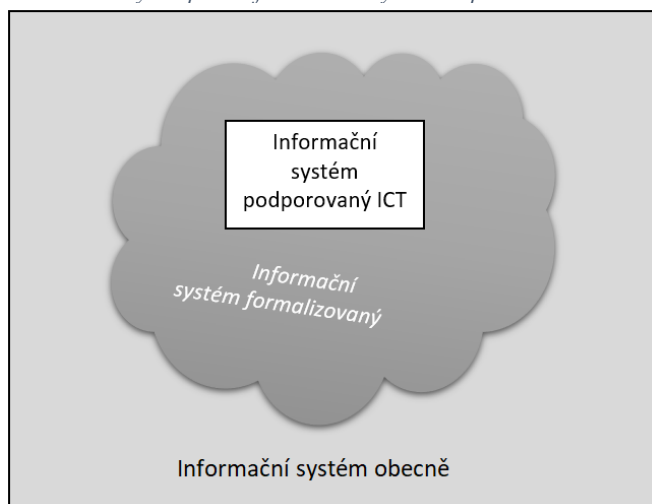 Informační
systém
podporovaný ICT
Informační
systém formalizovaný
Informační systém obecně